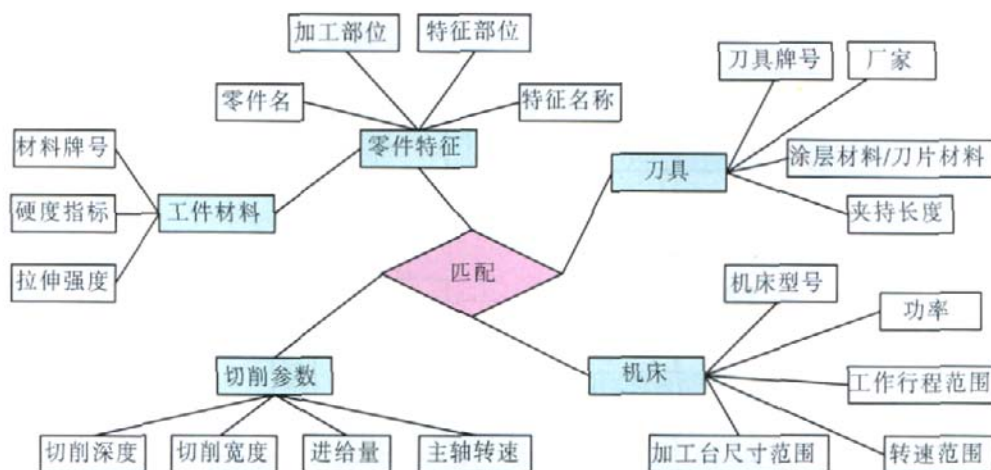 加工部位
特征部位
零件名
特征名称
零件特征
材料牌号
硬度指标
工件材料
拉伸强度
刀具牌号
厂家
刀具
涂层材料/刀片材料
夹持长度
匹配
切削参数
切削深度
切削宽度
进给量
主轴转速
机床型号
功率
机床
工作行程范围
加工台尺寸范围
转速范围